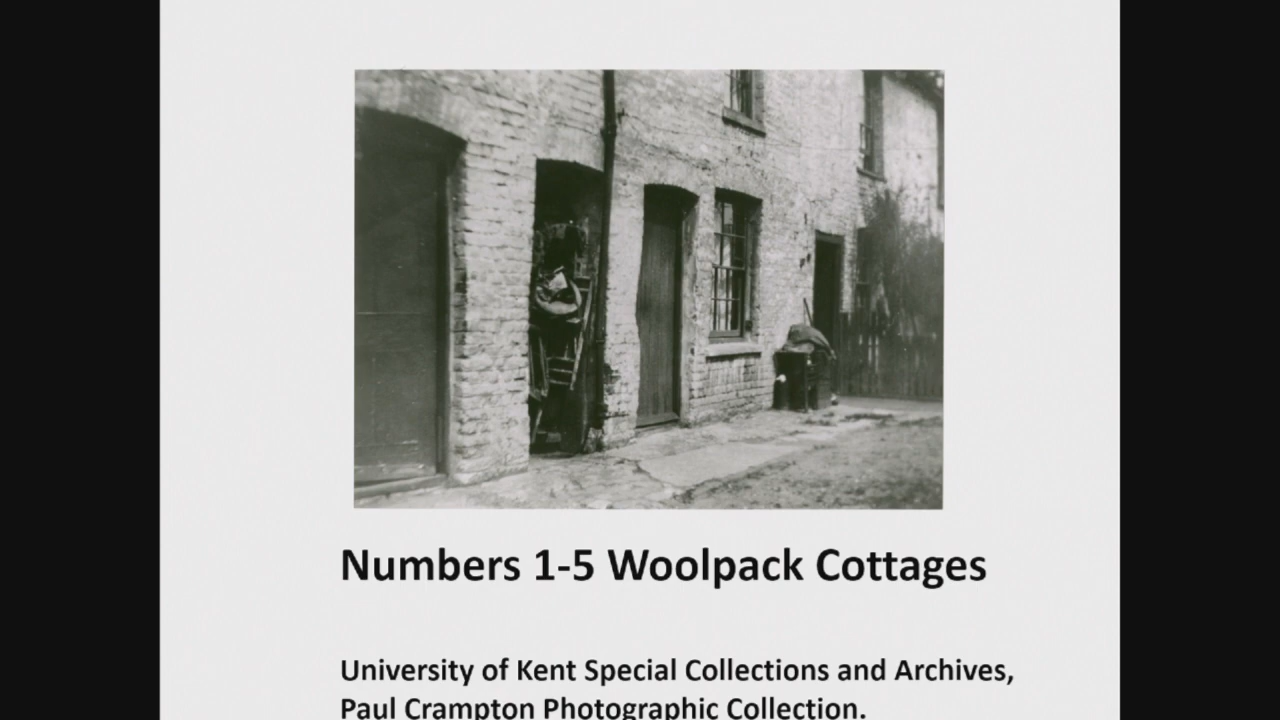 Numbers 1-5 Woolpack Cottages
University of Kent Special Collections and Archives,
Paul Crampton Photographic Collection.